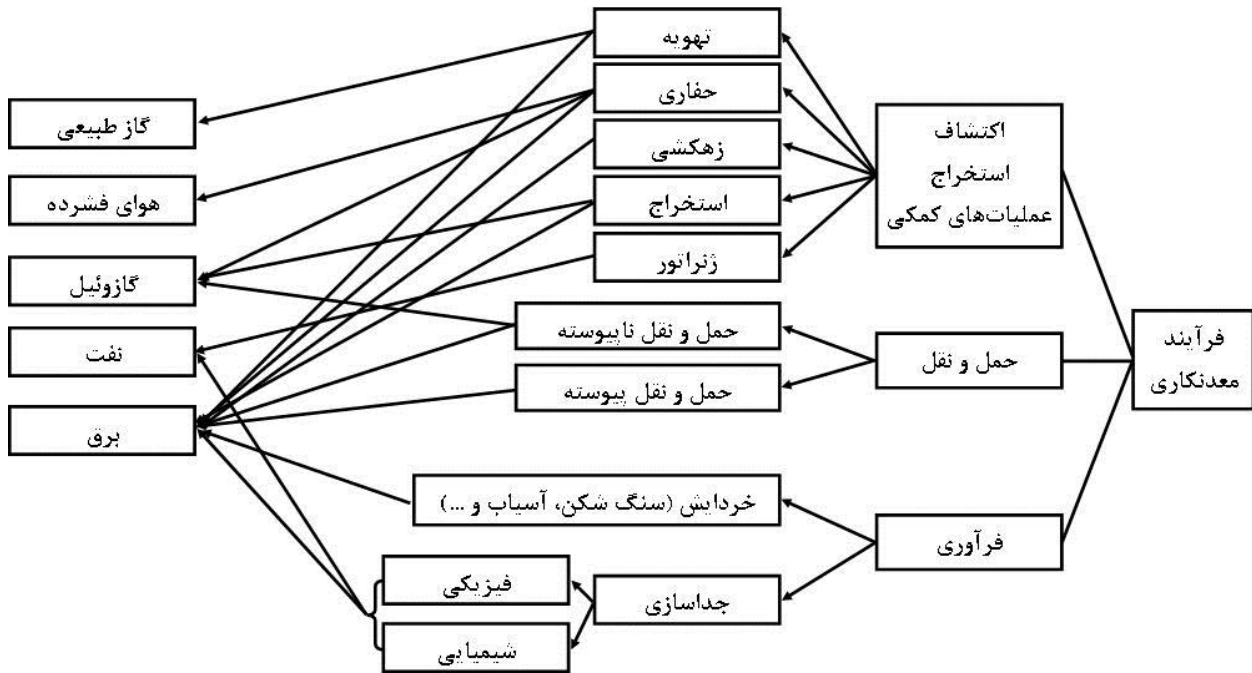 فرآیند
معدنکاری
اکتشاف
استخراج
عملیات‌های کمکی
حمل و نقل
فرآوری
تهویه
حفاری
زهکشی
استخراج
ژنراتور
حمل و نقل ناپیوسته
حمل و نقل پیوسته
خردایش (سنگ شکن، آسیاب و ...)
جداسازی
فیزیکی
شیمیایی
گاز طبیعی
هوای فشرده
گازوئیل
نفت
برق